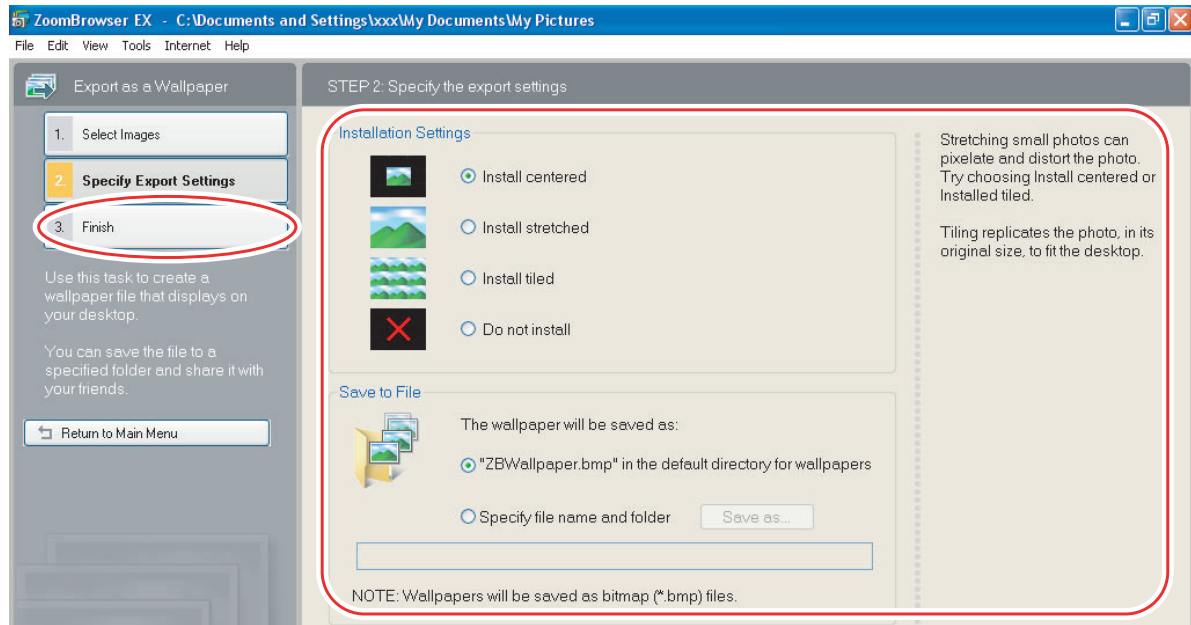 ZoomBrowser EX - C:\Documents and Settings\xxx\My Documents\My Pictures
File Edit View Tools Internet Help
Export as a Wallpaper
1. Select Images
2. Specify Export Settings
3. Finish
Use this task to create a
wallpaper file that displays on
your desktop.
You can save the file to a
specified folder and share it with
your friends.
Return to Main Menu
STEP 2: Specify the export settings
Installation Settings
Install centered
Install stretched
Install tiled
Do not install
Save to File
The wallpaper will be saved as:
"ZBWallpaper.bmp" in the default directory for wallpapers
Specify file name and folder
Save as...
NOTE: Wallpapers will be saved as bitmap (*.bmp) files.
Stretching small photos can
pixelate and distort the photo.
Try choosing Install centered or
Installed tiled.
Tiling replicates the photo, in its
original size, to fit the desktop.